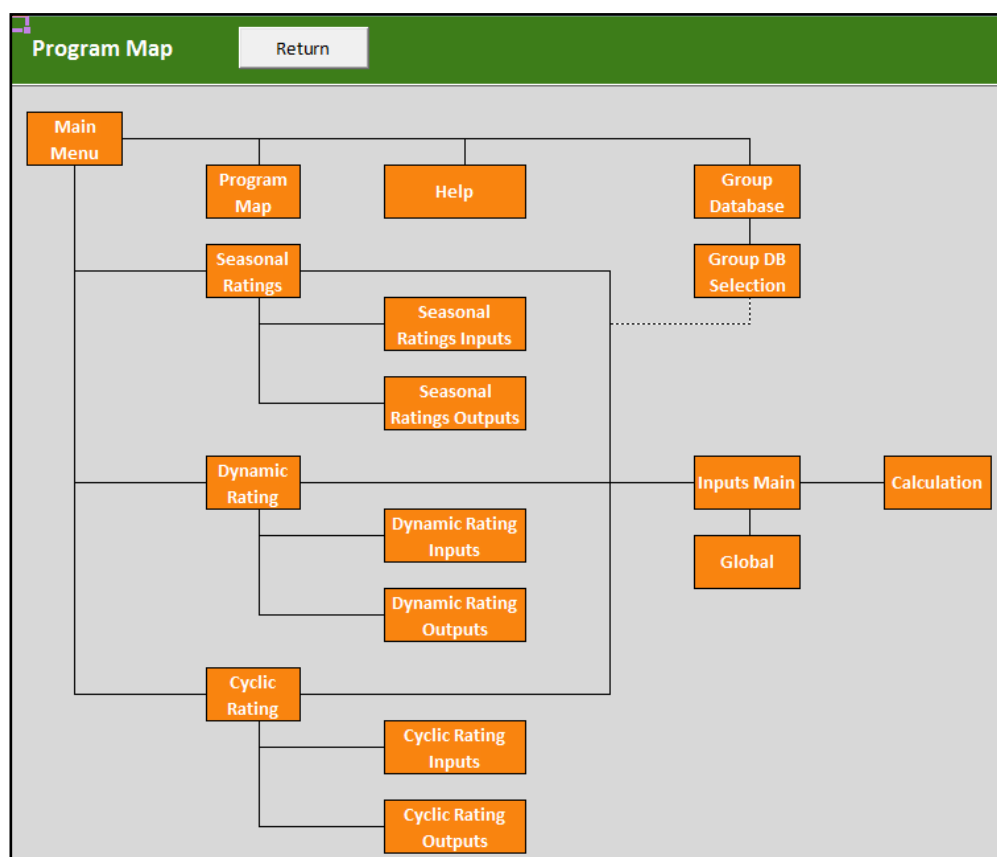 Program Map
Return
Main
Menu
Program
Map
Help
Group
Database
Seasonal
Ratings
Group DB
Selection
Seasonal
Ratings Inputs
Seasonal
Ratings Outputs
Dynamic
Rating
Inputs Main
Calculation
Dynamic Rating
Inputs
Global
Dynamic Rating
Outputs
Cyclic
Rating
Cyclic Rating
Inputs
Cyclic Rating
Outputs